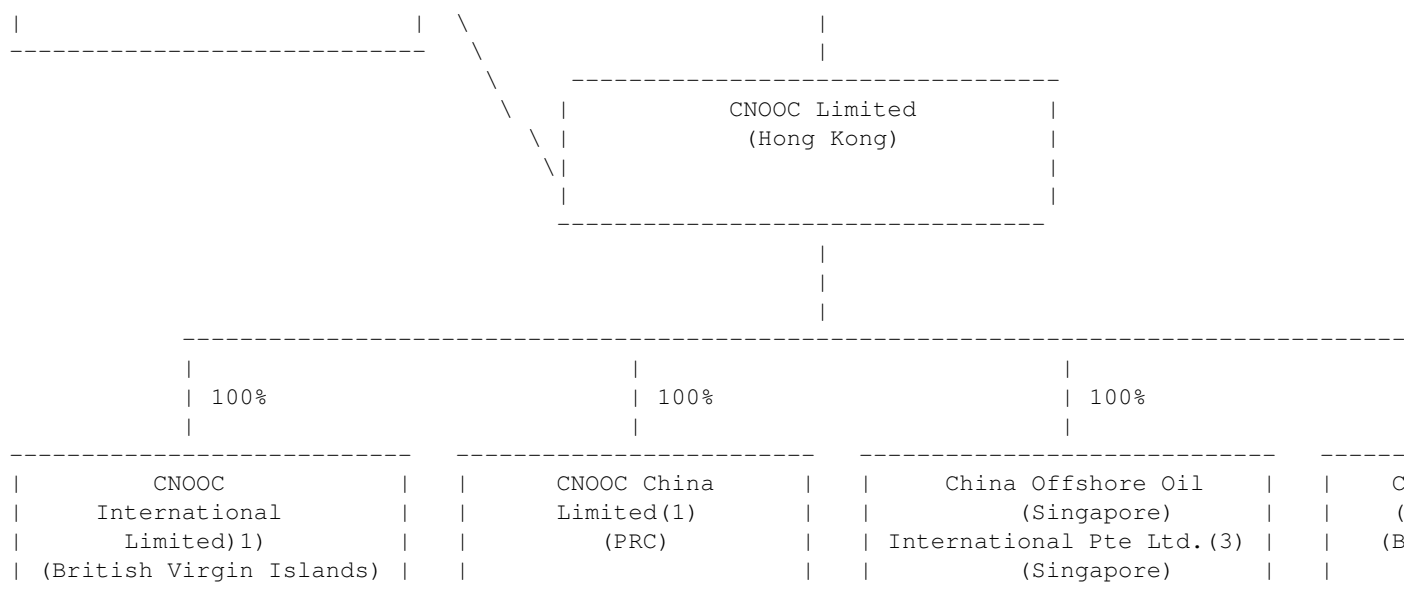 CNOOC Limited
(Hong Kong)
100% 100% 100%
CNOOC CNOOC China China Offshore Oil C
International Limited(1) (Singapore) (
Limited)1) (PRC) International Pte Ltd.(3) (B
(British Virgin Islands) (Singapore)